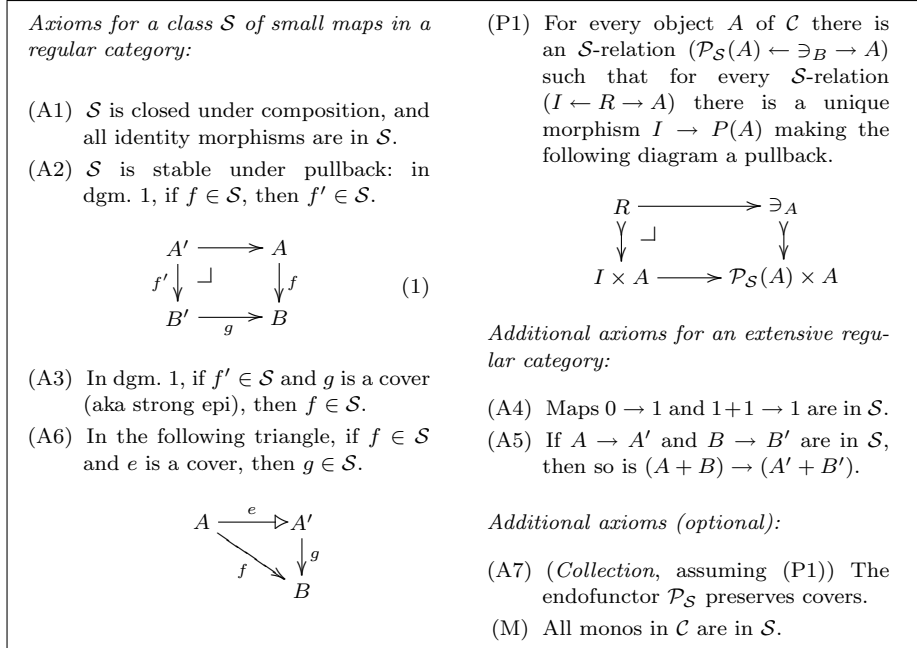 Axioms for a class 𝒮 of small maps in a
regular category:
(A1) 𝒮 is closed under composition, and
all identity morphisms are in 𝒮.
(A2) 𝒮 is stable under pullback: in
dgm. 1, if f ∈ 𝒮, then f′ ∈ 𝒮.
A′ → A
f′ ↓ ⌟ ↓ f (1)
B′ → B
g
(A3) In dgm. 1, if f′ ∈ 𝒮 and g is a cover
(aka strong epi), then f ∈ 𝒮.
(A6) In the following triangle, if f ∈ 𝒮
and e is a cover, then g ∈ 𝒮.
e
A ⇾ A′
f ↓ g
B
(P1) For every object A of 𝒞 there is
an 𝒮-relation (𝒫𝒮(A) ← ∋B → A)
such that for every 𝒮-relation
(I ← R → A) there is a unique
morphism I → P(A) making the
following diagram a pullback.
R → ∋A
⌟
I × A → 𝒫𝒮(A) × A
Additional axioms for an extensive regu-
lar category:
(A4) Maps 0 → 1 and 1+1 → 1 are in 𝒮.
(A5) If A → A′ and B → B′ are in 𝒮,
then so is (A + B) → (A′ + B′).
Additional axioms (optional):
(A7) (Collection, assuming (P1)) The
endofunctor 𝒫𝒮 preserves covers.
(M) All monos in 𝒞 are in 𝒮.